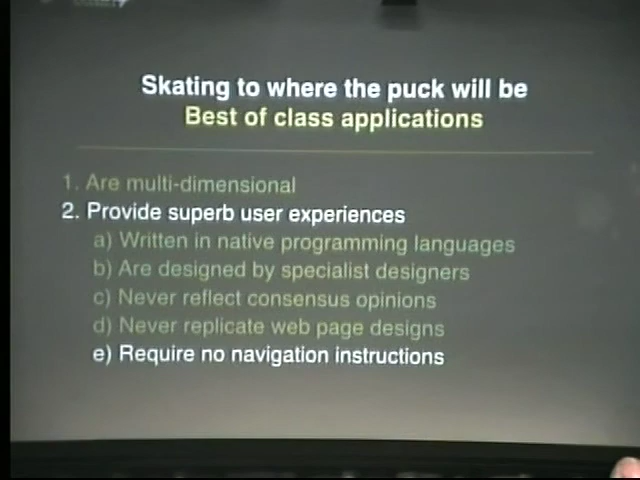 Skating to where the puck will be
Best of class applications
1. Are multi-dimensional
2. Provide superb user experiences
a) Written in native programming languages
b) Are designed by specialist designers
c) Never reflect consensus opinions
d) Never replicate web page designs
e) Require no navigation instructions